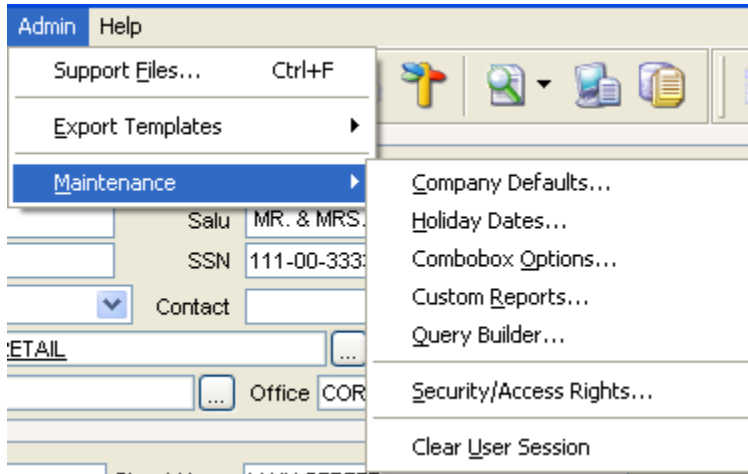 Admin Help
Support Files... Ctrl+F
Export Templates
Maintenance
Company Defaults...
Holiday Dates...
Combobox Options...
Custom Reports...
Query Builder...
Security/Access Rights...
Clear User Session
Salu MR. & MRS.
SSN 111-00-333
Contact
ETAIL ...
... Office COR